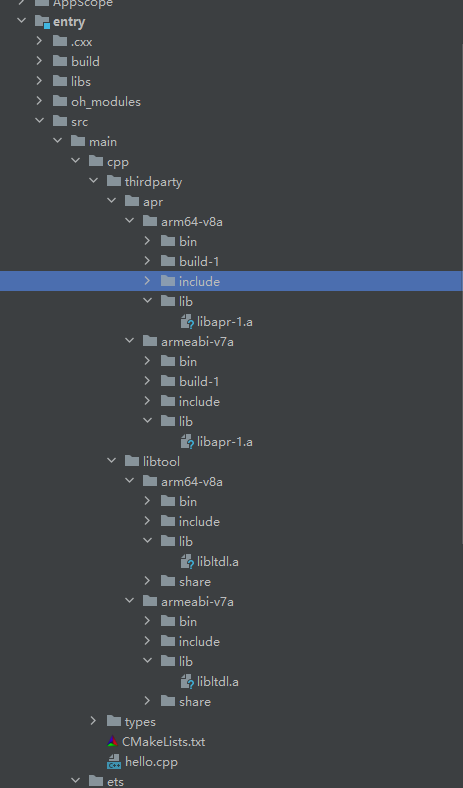 AppScope
entry
.cxx
build
libs
oh_modules
src
main
cpp
thirdparty
apr
arm64-v8a
bin
build-1
include
lib
libapr-1.a
armeabi-v7a
bin
build-1
include
lib
libapr-1.a
libtool
arm64-v8a
bin
include
lib
libltdl.a
share
armeabi-v7a
bin
include
lib
libltdl.a
share
types
CMakeLists.txt
hello.cpp
ets